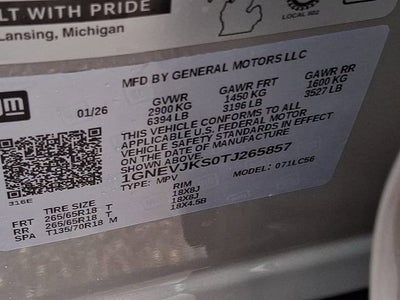 LT WITH PRIDE
Lansing, Michigan
LOCAL 602
gm
MFD BY GENERAL MOTORS LLC
01/26
GVWR GAWR FRT GAWR RR
2900 KG 1450 KG 1600 KG
6394 LB 3196 LB 3527 LB
THIS VEHICLE CONFORMS TO ALL
APPLICABLE U.S. FEDERAL MOTOR
VEHICLE SAFETY STANDARDS IN EFFECT
ON THE DATE OF MANUFACTURE
SHOWN ABOVE
1GNEVJKS0TJ265857
TYPE: MPV MODEL: 071LC56
316E
TIRE SIZE RIM
FRT 265/65R18 T 18X8J
RR 265/65R18 T 18X8J
SPA T135/70R18 M 18X4.5B